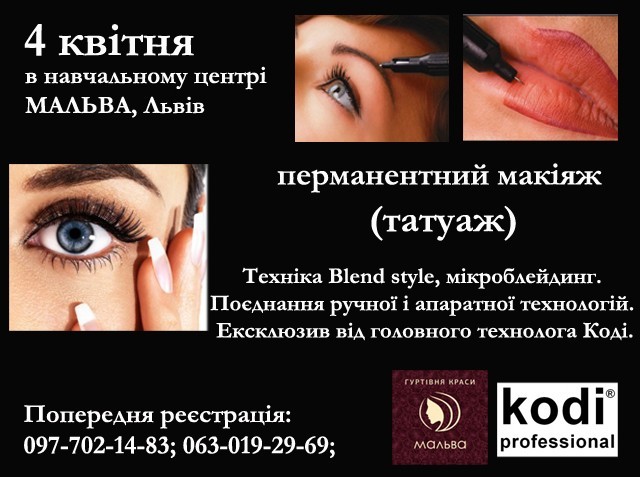 4 квітня
в навчальному центрі
МАЛЬВА, Львів
перманентний макіяж
(татуаж)
Техніка Blend style, мікроблейдинг.
Поєднання ручної і апаратної технологій.
Ексклюзив від головного технолога Коді.
Попередня реєстрація:
097-702-14-83; 063-019-29-69;
ГУРТІВНЯ КРАСИ
мальва
kodi®
professional